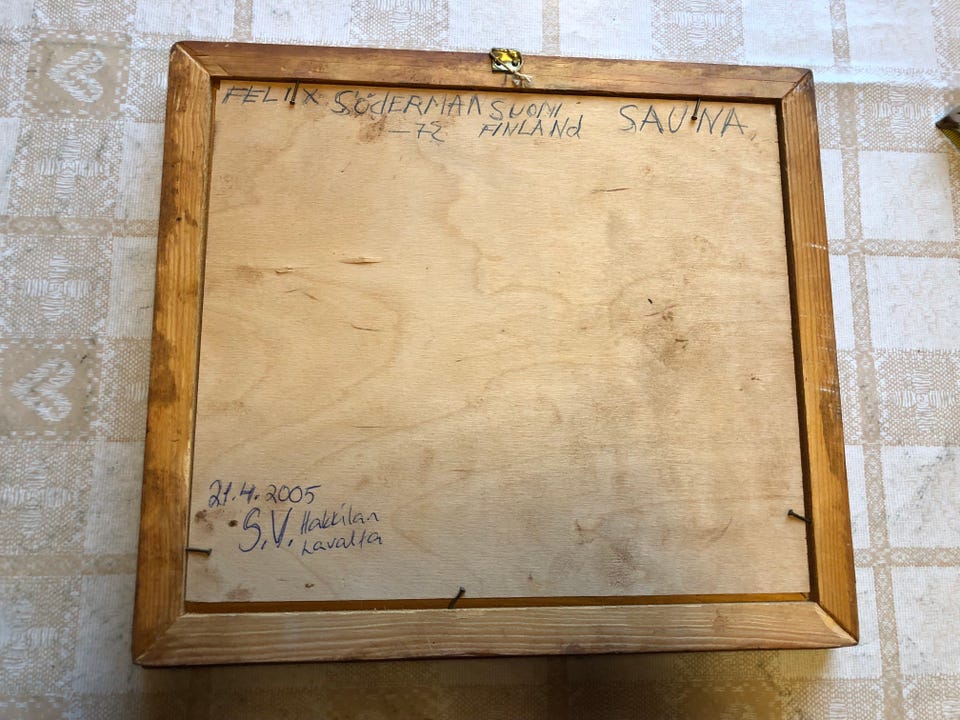 FELIX SÖDERMAN SUOMI SAUNA
-72 FINLANd
21.4.2005
S.V. Hakkilan
Lavalta